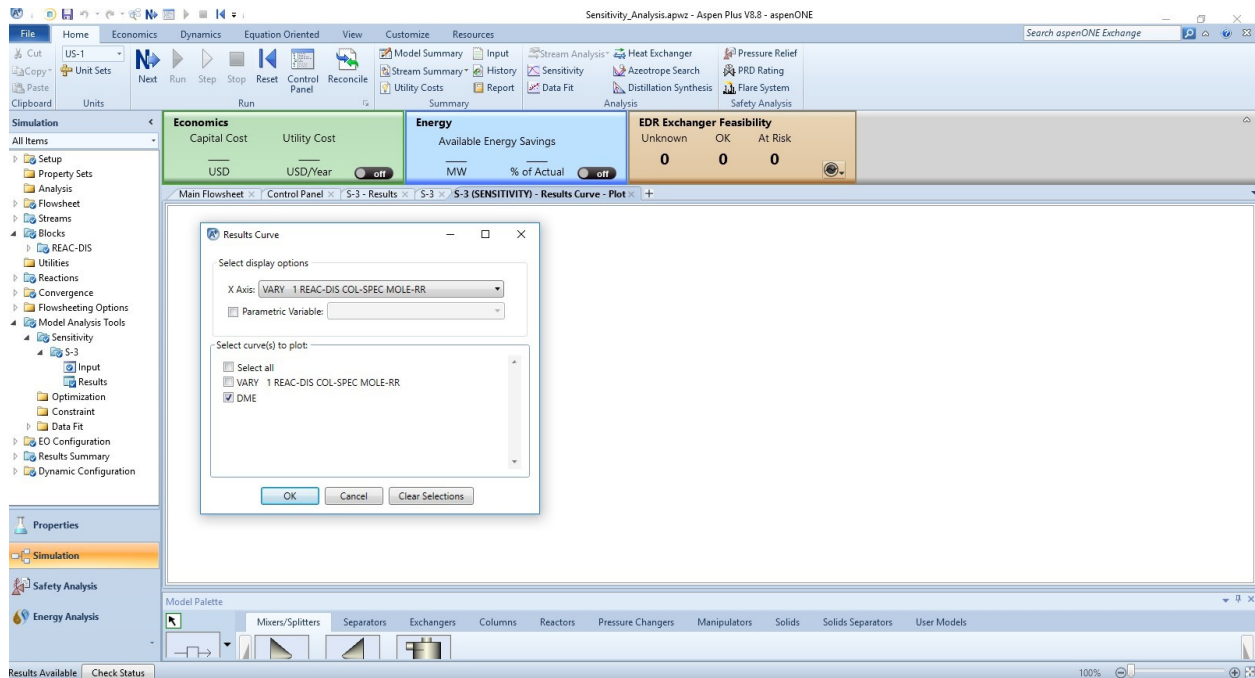 Sensitivity_Analysis.apwz - Aspen Plus V8.8 - aspenONE
File Home Economics Dynamics Equation Oriented View Customize Resources Search aspenONE Exchange
Cut US-1 Model Summary Input Stream Analysis Heat Exchanger Pressure Relief
Copy Unit Sets Next Run Step Stop Reset Control Panel Reconcile Stream Summary History Sensitivity Azeotrope Search PRD Rating
Paste Utility Costs Report Data Fit Distillation Synthesis Flare System
Clipboard Units Run Summary Analysis Safety Analysis
Simulation <
All Items
Setup
Property Sets
Analysis
Flowsheet
Streams
Blocks
REAC-DIS
Utilities
Reactions
Convergence
Flowsheeting Options
Model Analysis Tools
Sensitivity
S-3
Input
Results
Optimization
Constraint
Data Fit
EO Configuration
Results Summary
Dynamic Configuration
Properties
Simulation
Safety Analysis
Energy Analysis
Economics
Capital Cost Utility Cost
USD USD/Year off
Energy
Available Energy Savings
MW % of Actual off
EDR Exchanger Feasibility
Unknown OK At Risk
0 0 0
Main Flowsheet Control Panel S-3 - Results S-3 S-3 (SENSITIVITY) - Results Curve - Plot +
Results Curve
Select display options
X Axis: VARY 1 REAC-DIS COL-SPEC MOLE-RR
Parametric Variable:
Select curve(s) to plot:
Select all
VARY 1 REAC-DIS COL-SPEC MOLE-RR
DME
OK Cancel Clear Selections
Model Palette
Mixers/Splitters Separators Exchangers Columns Reactors Pressure Changers Manipulators Solids Solids Separators User Models
Results Available Check Status 100%